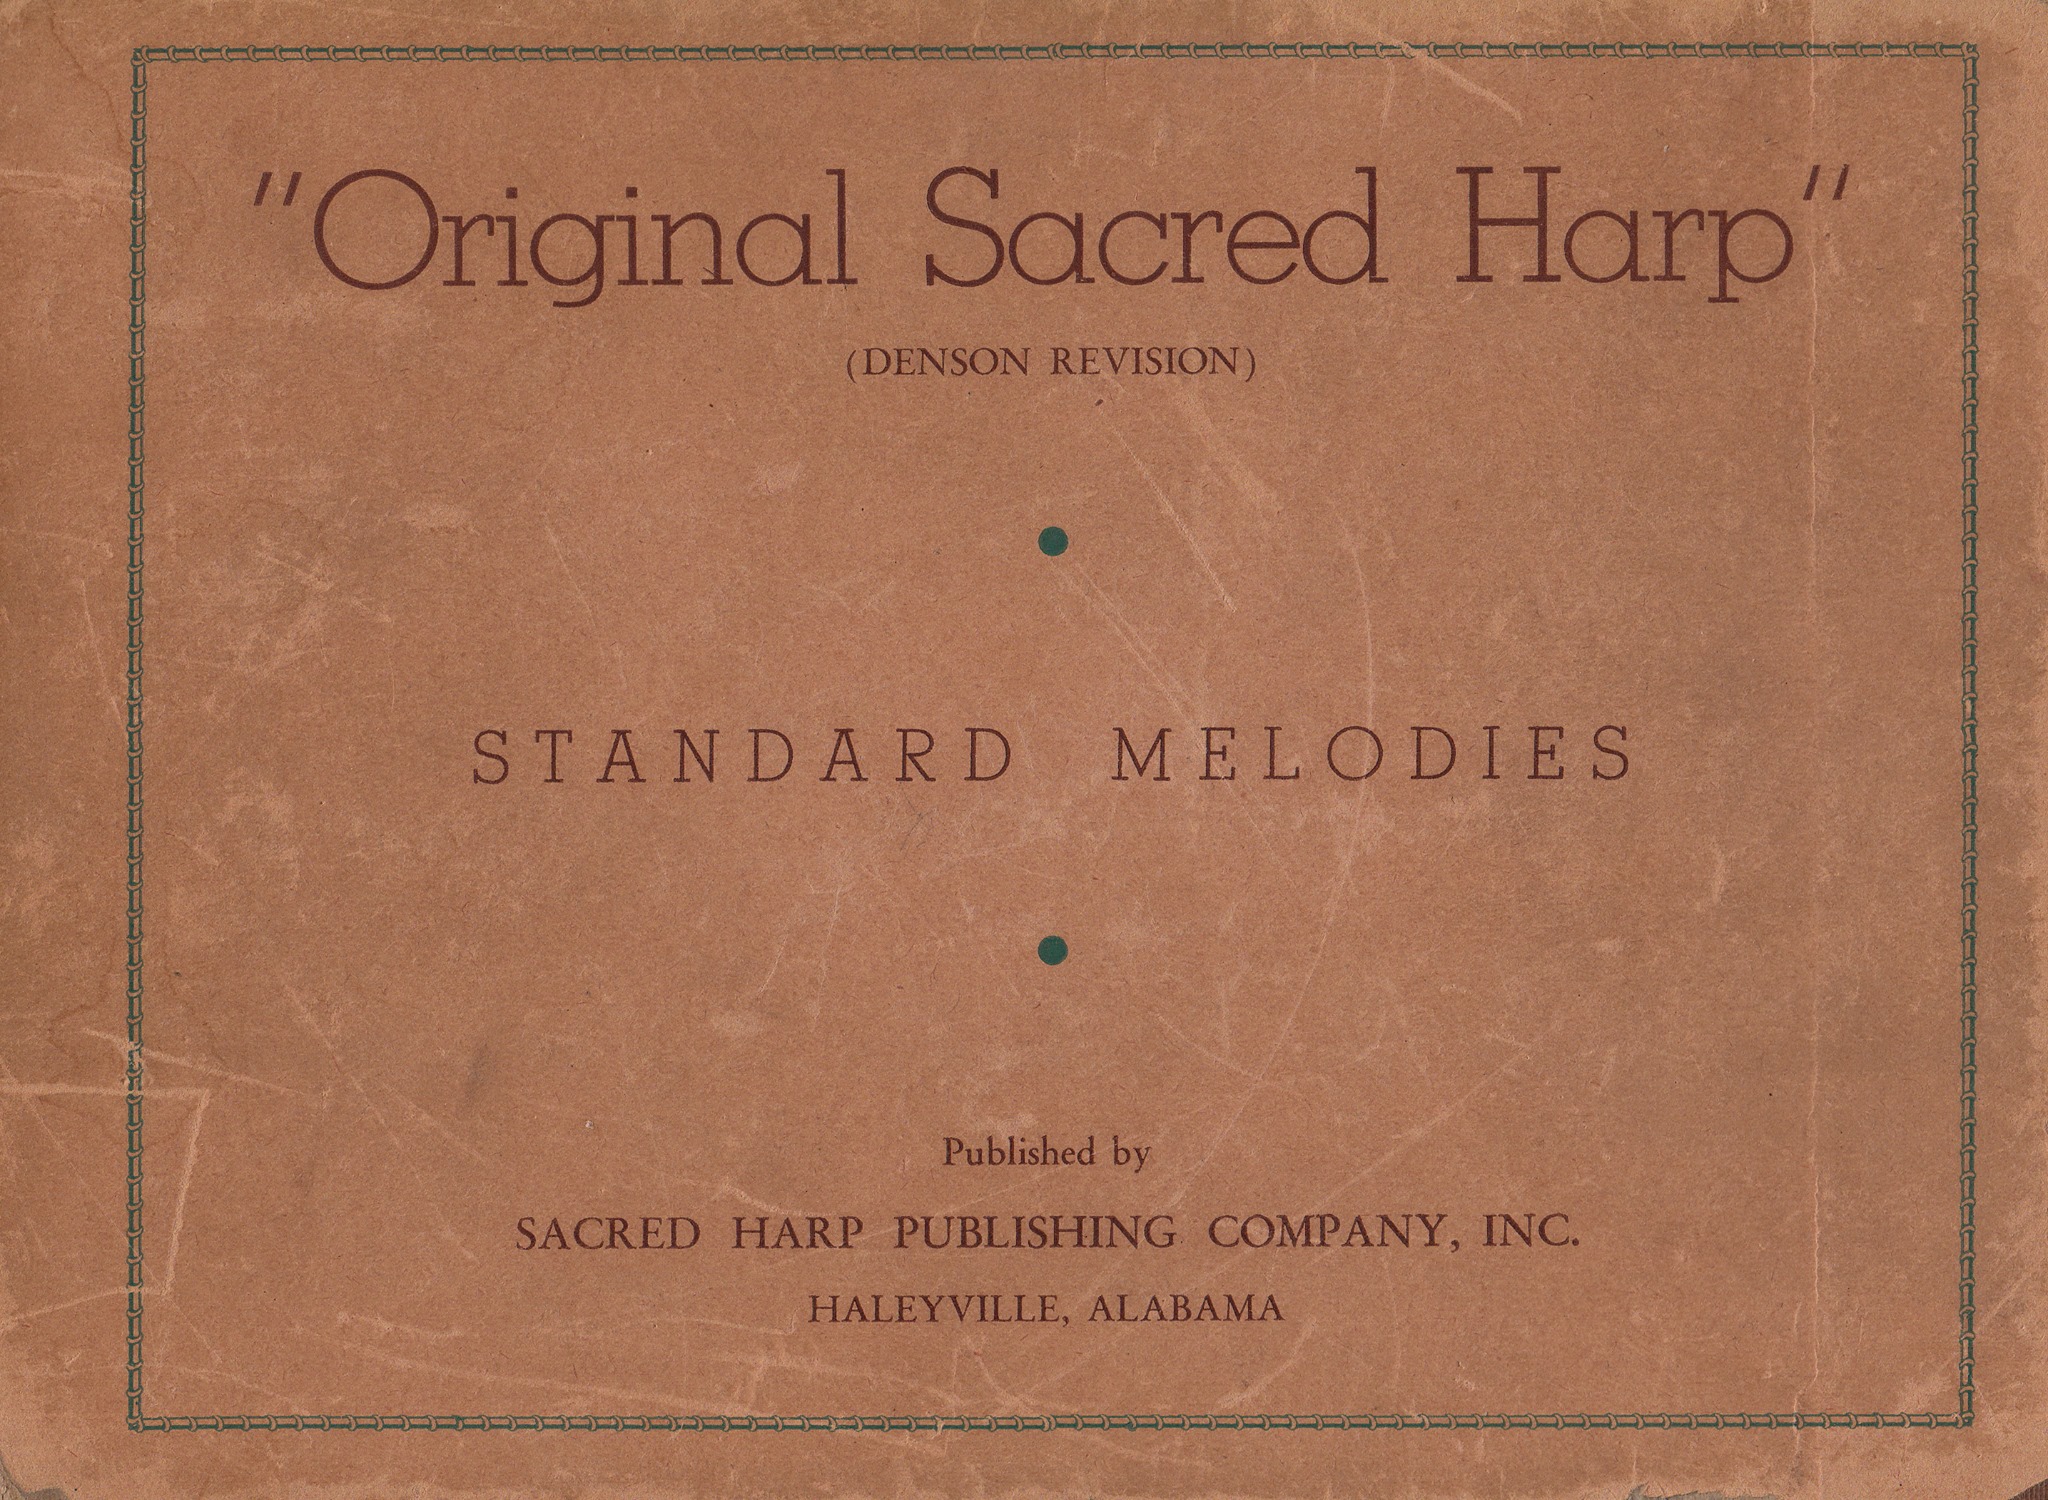 "Original Sacred Harp"
(DENSON REVISION)
STANDARD MELODIES
Published by
SACRED HARP PUBLISHING COMPANY, INC.
HALEYVILLE, ALABAMA